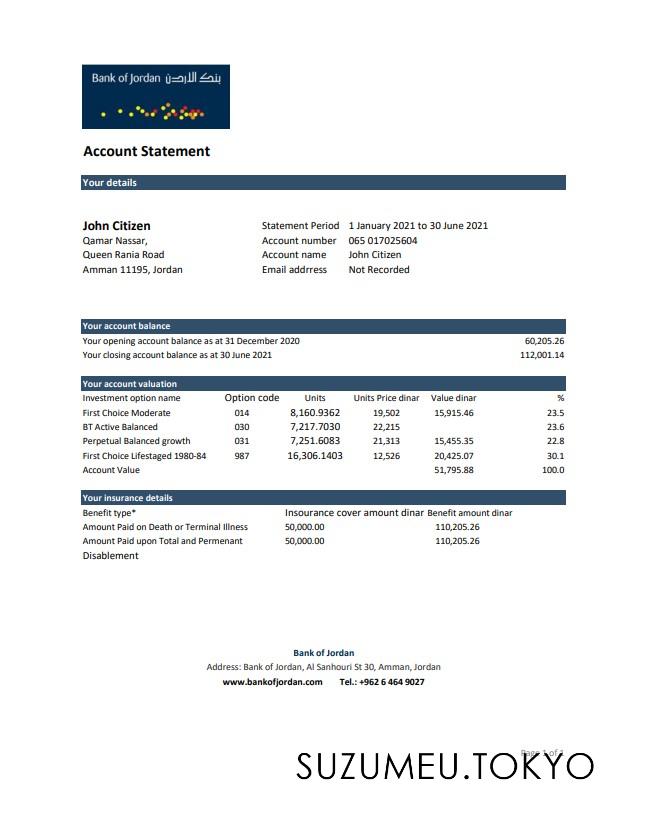 Bank of Jordan بنك الاردن
Account Statement
Your details
John Citizen
Qamar Nassar,
Queen Rania Road
Amman 11195, Jordan
Statement Period 1 January 2021 to 30 June 2021
Account number 065 017025604
Account name John Citizen
Email addrress Not Recorded
Your account balance
Your opening account balance as at 31 December 2020 60,205.26
Your closing account balance as at 30 June 2021 112,001.14
Your account valuation
Investment option name Option code Units Units Price dinar Value dinar %
First Choice Moderate 014 8,160.9362 19,502 15,915.46 23.5
BT Active Balanced 030 7,217.7030 22,215 23.6
Perpetual Balanced growth 031 7,251.6083 21,313 15,455.35 22.8
First Choice Lifestaged 1980-84 987 16,306.1403 12,526 20,425.07 30.1
Account Value 51,795.88 100.0
Your insurance details
Benefit type* Insourance cover amount dinar Benefit amount dinar
Amount Paid on Death or Terminal Illness 50,000.00 110,205.26
Amount Paid upon Total and Permenant 50,000.00 110,205.26
Disablement
Bank of Jordan
Address: Bank of Jordan, Al Sanhouri St 30, Amman, Jordan
www.bankofjordan.com Tel.: +962 6 464 9027
Page 1 of 1
SUZUMEU.TOKYO